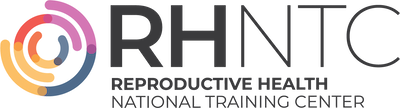 RHNTC
REPRODUCTIVE HEALTH
NATIONAL TRAINING CENTER